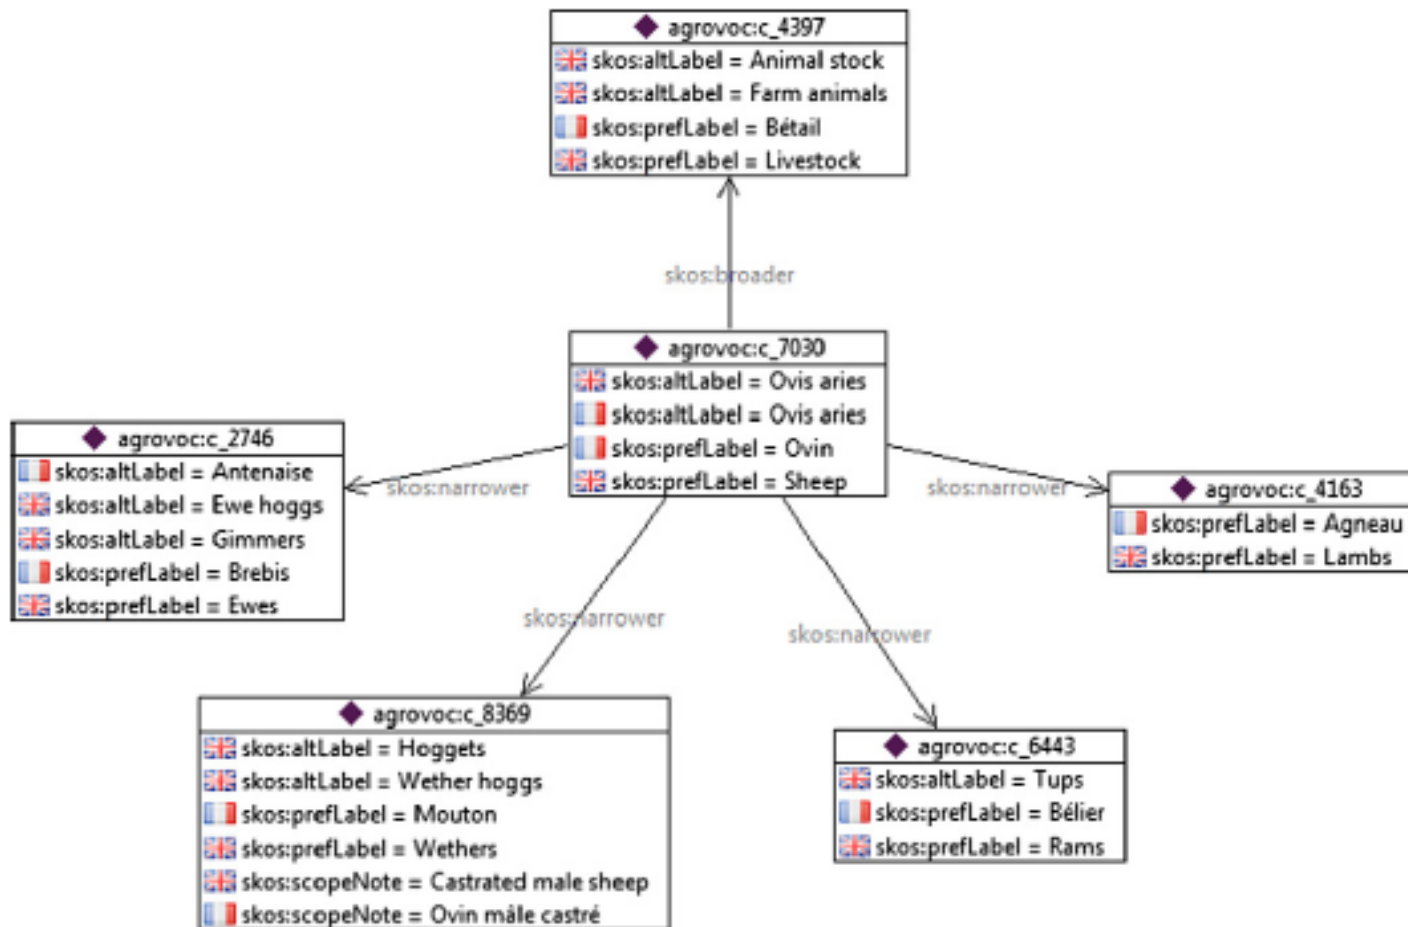 agrovoc:c_4397
skos:altLabel = Animal stock
skos:altLabel = Farm animals
skos:prefLabel = Bétail
skos:prefLabel = Livestock
skos:broader
agrovoc:c_7030
skos:altLabel = Ovis aries
skos:altLabel = Ovis aries
skos:prefLabel = Ovin
skos:prefLabel = Sheep
agrovoc:c_2746
skos:altLabel = Antenaise
skos:altLabel = Ewe hoggs
skos:altLabel = Gimmers
skos:prefLabel = Brebis
skos:prefLabel = Ewes
skos:narrower
skos:narrower
agrovoc:c_4163
skos:prefLabel = Agneau
skos:prefLabel = Lambs
skos:narrower
skos:narrower
agrovoc:c_8369
skos:altLabel = Hoggets
skos:altLabel = Wether hoggs
skos:prefLabel = Mouton
skos:prefLabel = Wethers
skos:scopeNote = Castrated male sheep
skos:scopeNote = Ovin mâle castré
agrovoc:c_6443
skos:altLabel = Tups
skos:prefLabel = Bélier
skos:prefLabel = Rams